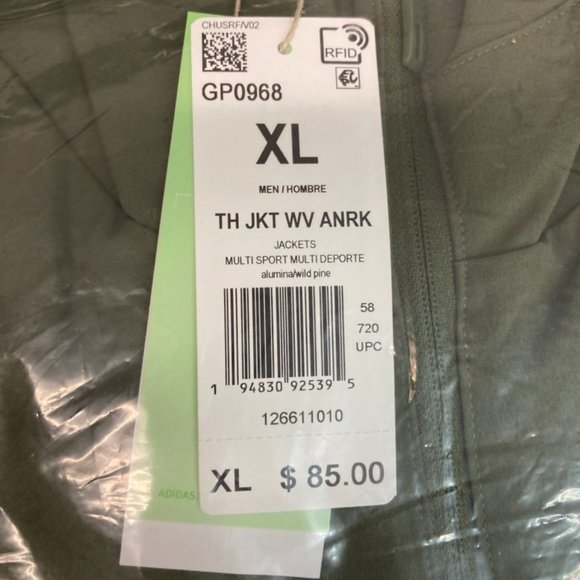 CHUSRF/V02
RFID
GP0968
XL
MEN / HOMBRE
TH JKT WV ANRK
JACKETS
MULTI SPORT MULTI DEPORTE
alumina/wild pine
58
720
UPC
1 94830 92539 5
126611010
XL $ 85.00
ADIDAS.